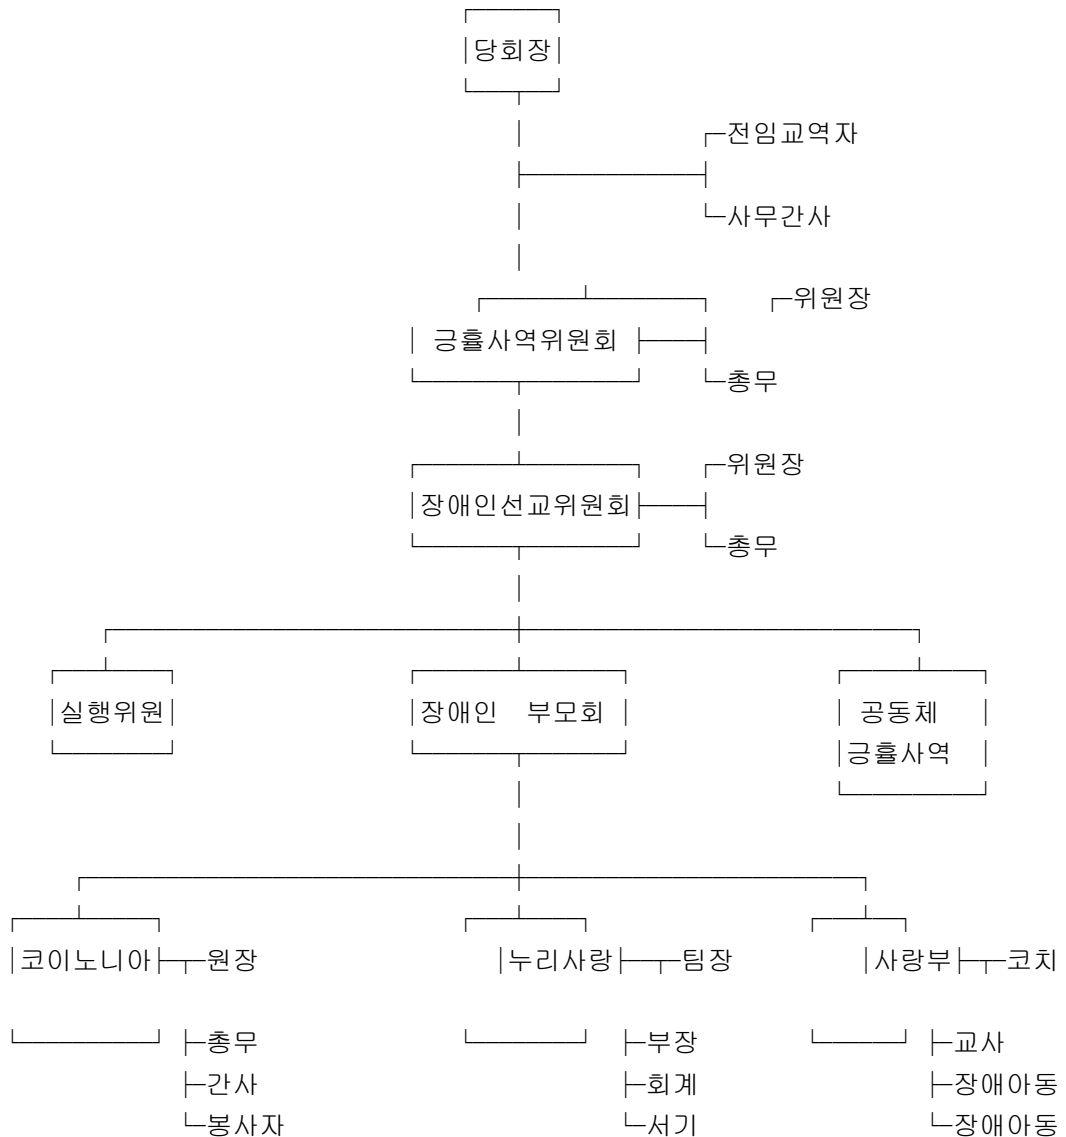 당회장
전임교역자
사무간사
위원장
긍휼사역위원회
총무
위원장
장애인선교위원회
총무
실행위원 장애인 부모회 공동체
긍휼사역
코이노니아 원장 누리사랑 팀장 사랑부 코치
총무 부장 교사
간사 회계 장애아동
봉사자 서기 장애아동